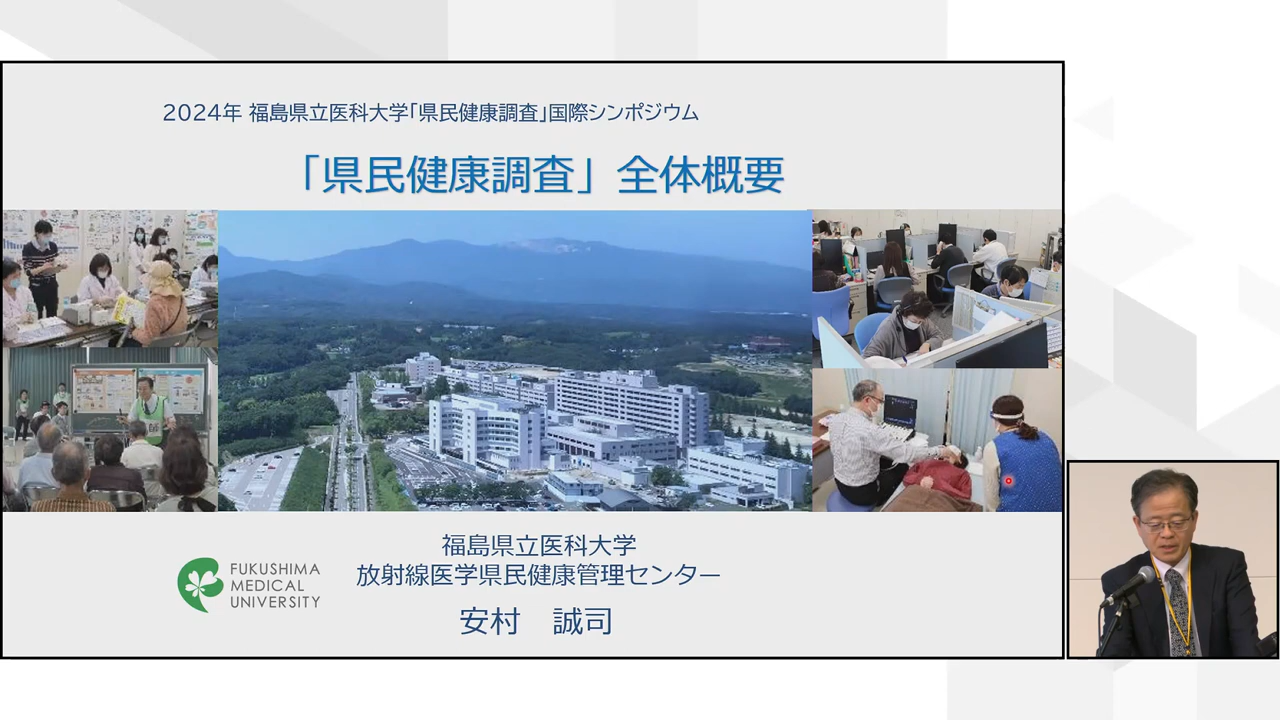 2024年 福島県立医科大学「県民健康調査」国際シンポジウム
「県民健康調査」全体概要
福島県立医科大学
放射線医学県民健康管理センター
安村 誠司
FUKUSHIMA
MEDICAL
UNIVERSITY